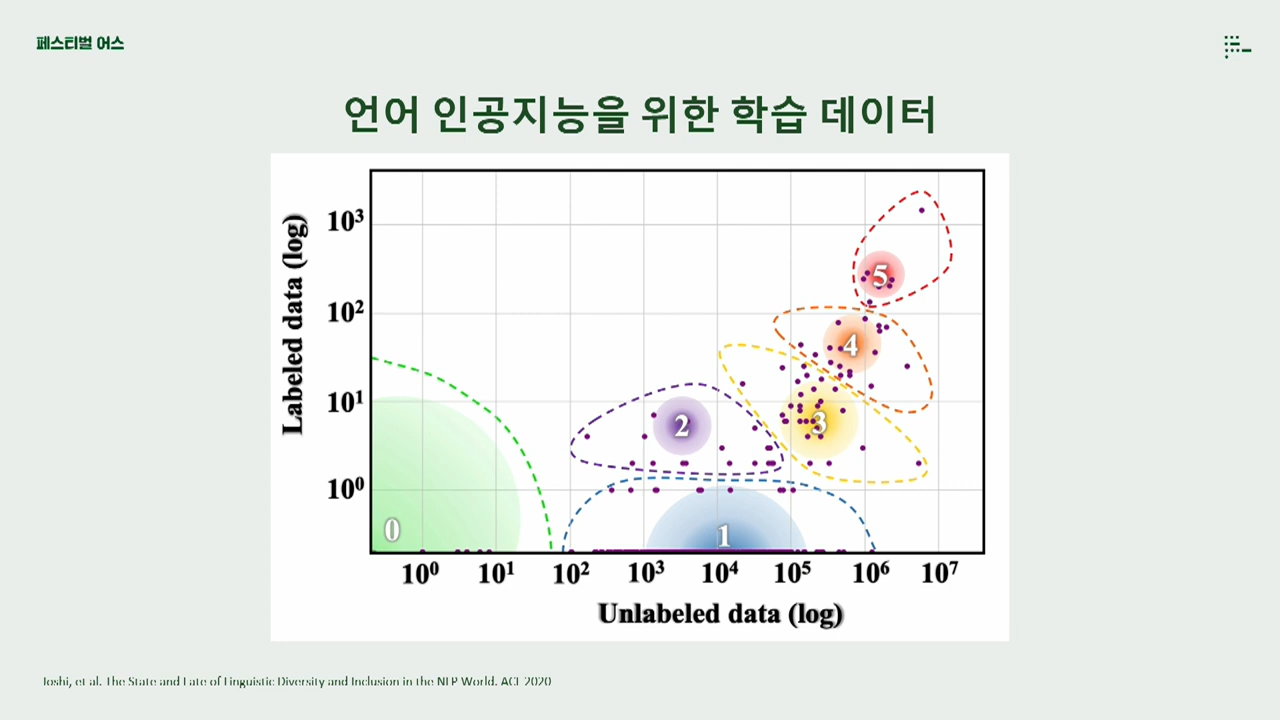 페스티벌 어스
언어 인공지능을 위한 학습 데이터
Labeled data (log)
10³
10²
10¹
10⁰
0
1
2
3
4
5
10⁰ 10¹ 10² 10³ 10⁴ 10⁵ 10⁶ 10⁷
Unlabeled data (log)
Joshi, et al. The State and Fate of Linguistic Diversity and Inclusion in the NLP World. ACL 2020